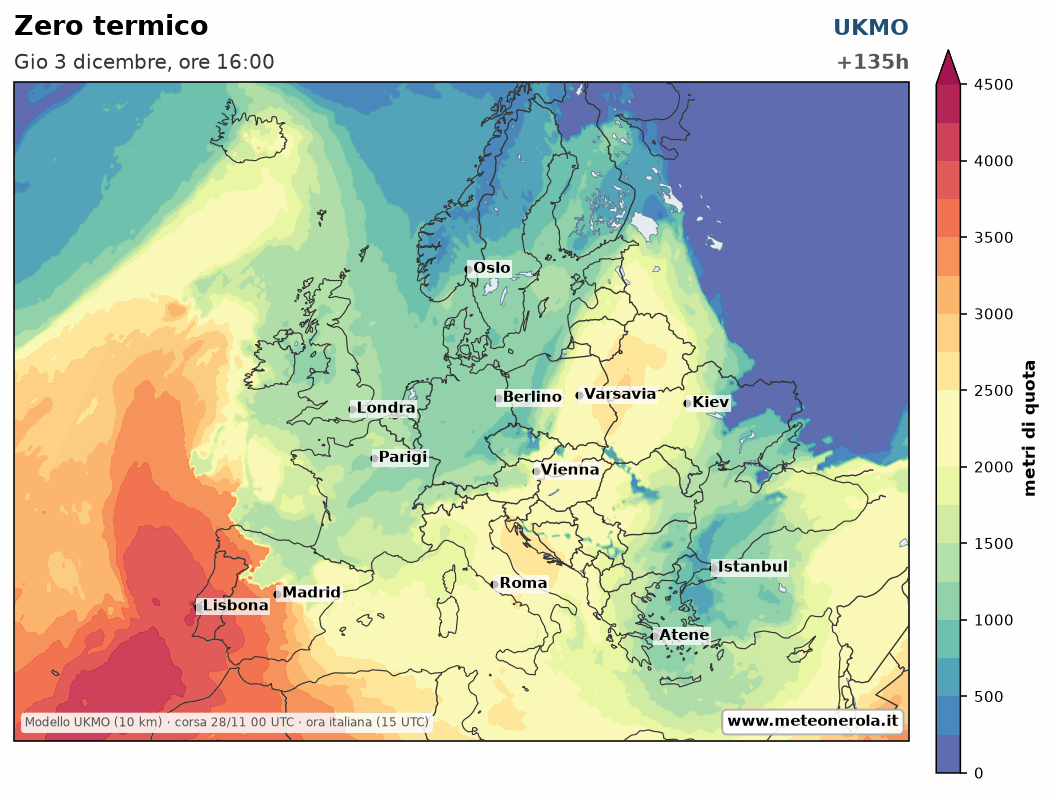 Zero termico
UKMO
Gio 3 dicembre, ore 16:00
+135h
4500
4000
3500
3000
2500
2000
1500
1000
500
0
metri di quota
Oslo
Berlino
Varsavia
Kiev
Londra
Parigi
Vienna
Istanbul
Roma
Madrid
Lisbona
Atene
Modello UKMO (10 km) · corsa 28/11 00 UTC · ora italiana (15 UTC)
www.meteonerola.it